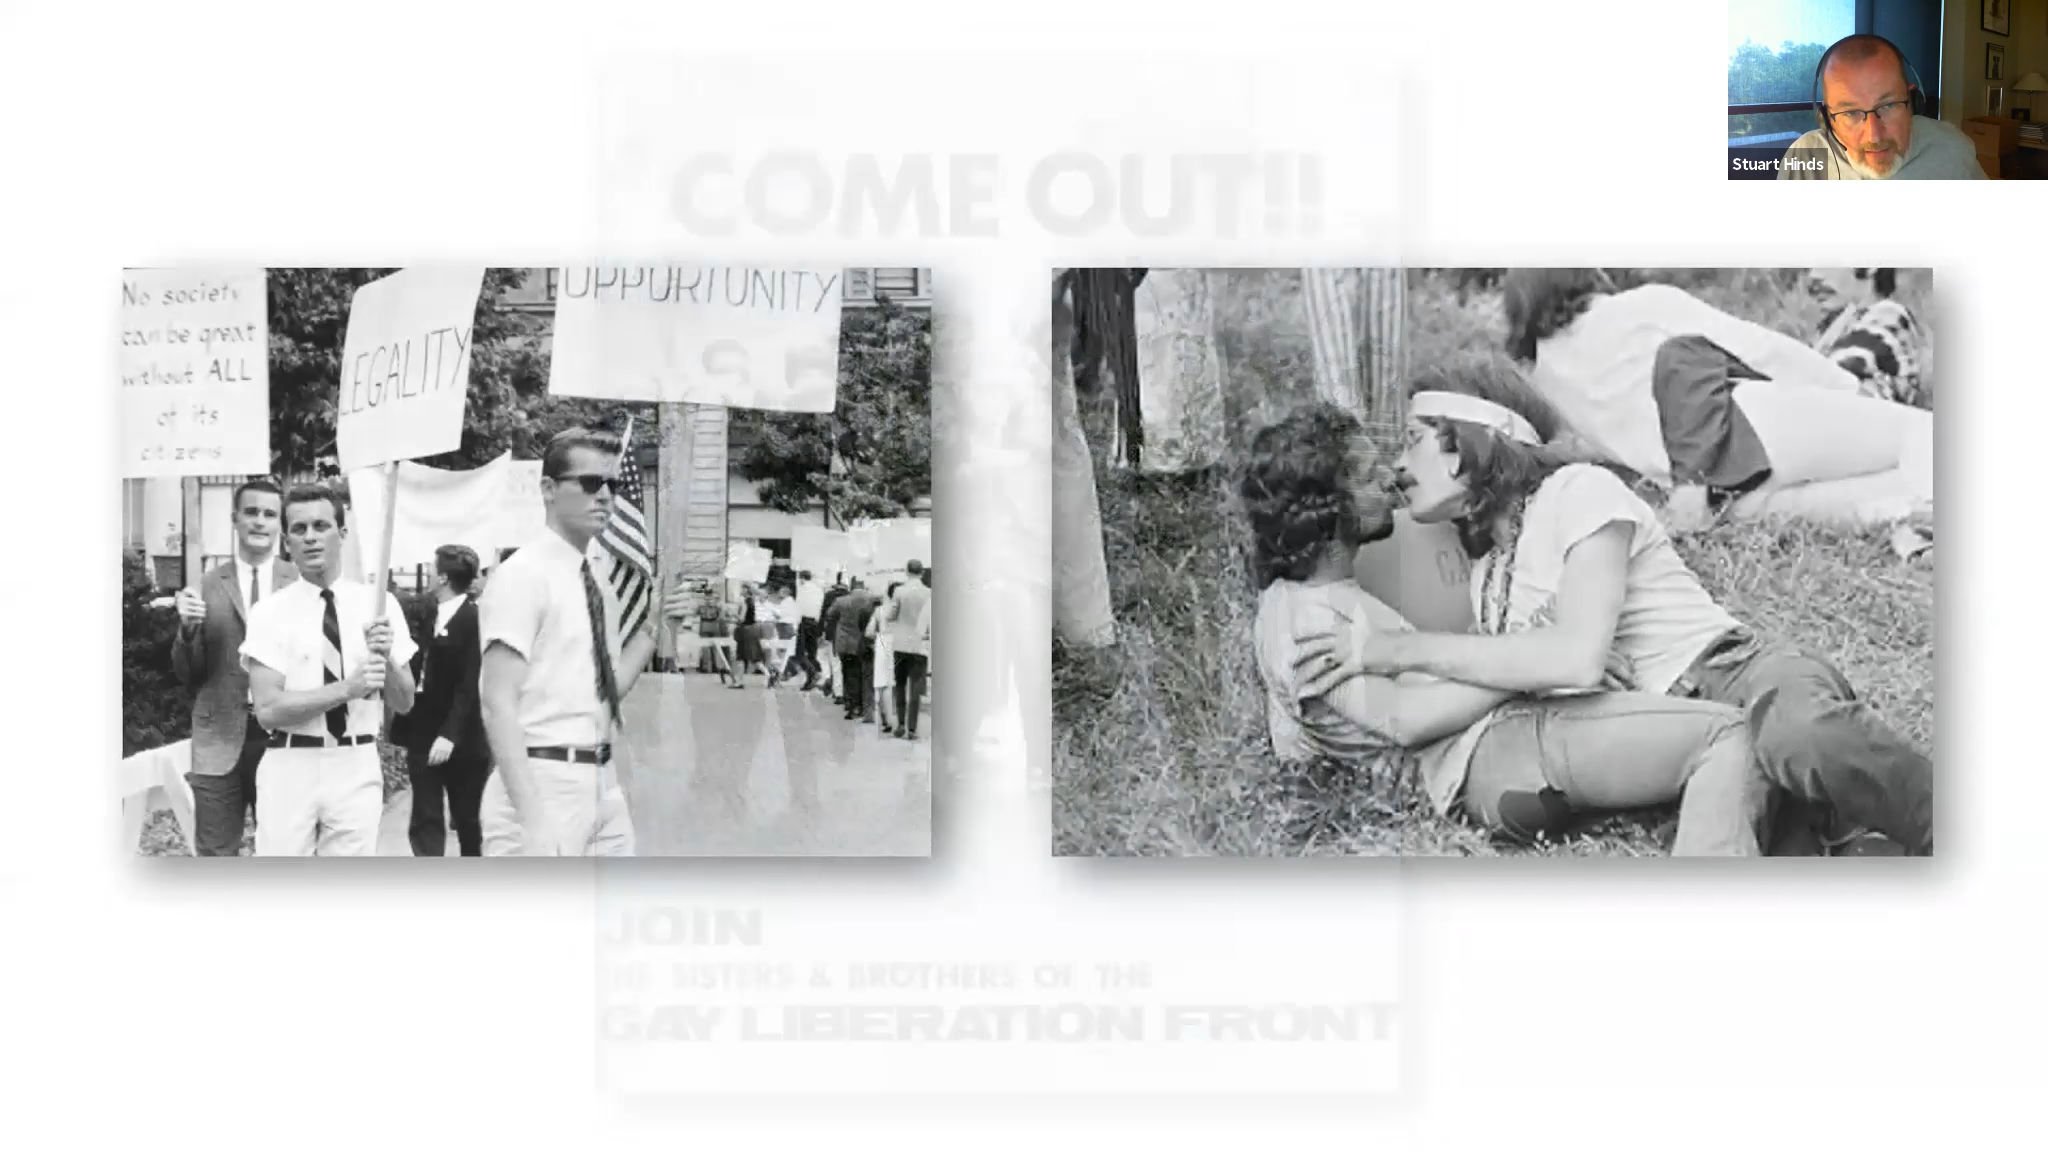 COME OUT!!
Stuart Hinds
No society
can be great
without ALL
of its
citizens
LEGALITY
OPPORTUNITY
JOIN
THE SISTERS & BROTHERS OF THE
GAY LIBERATION FRONT